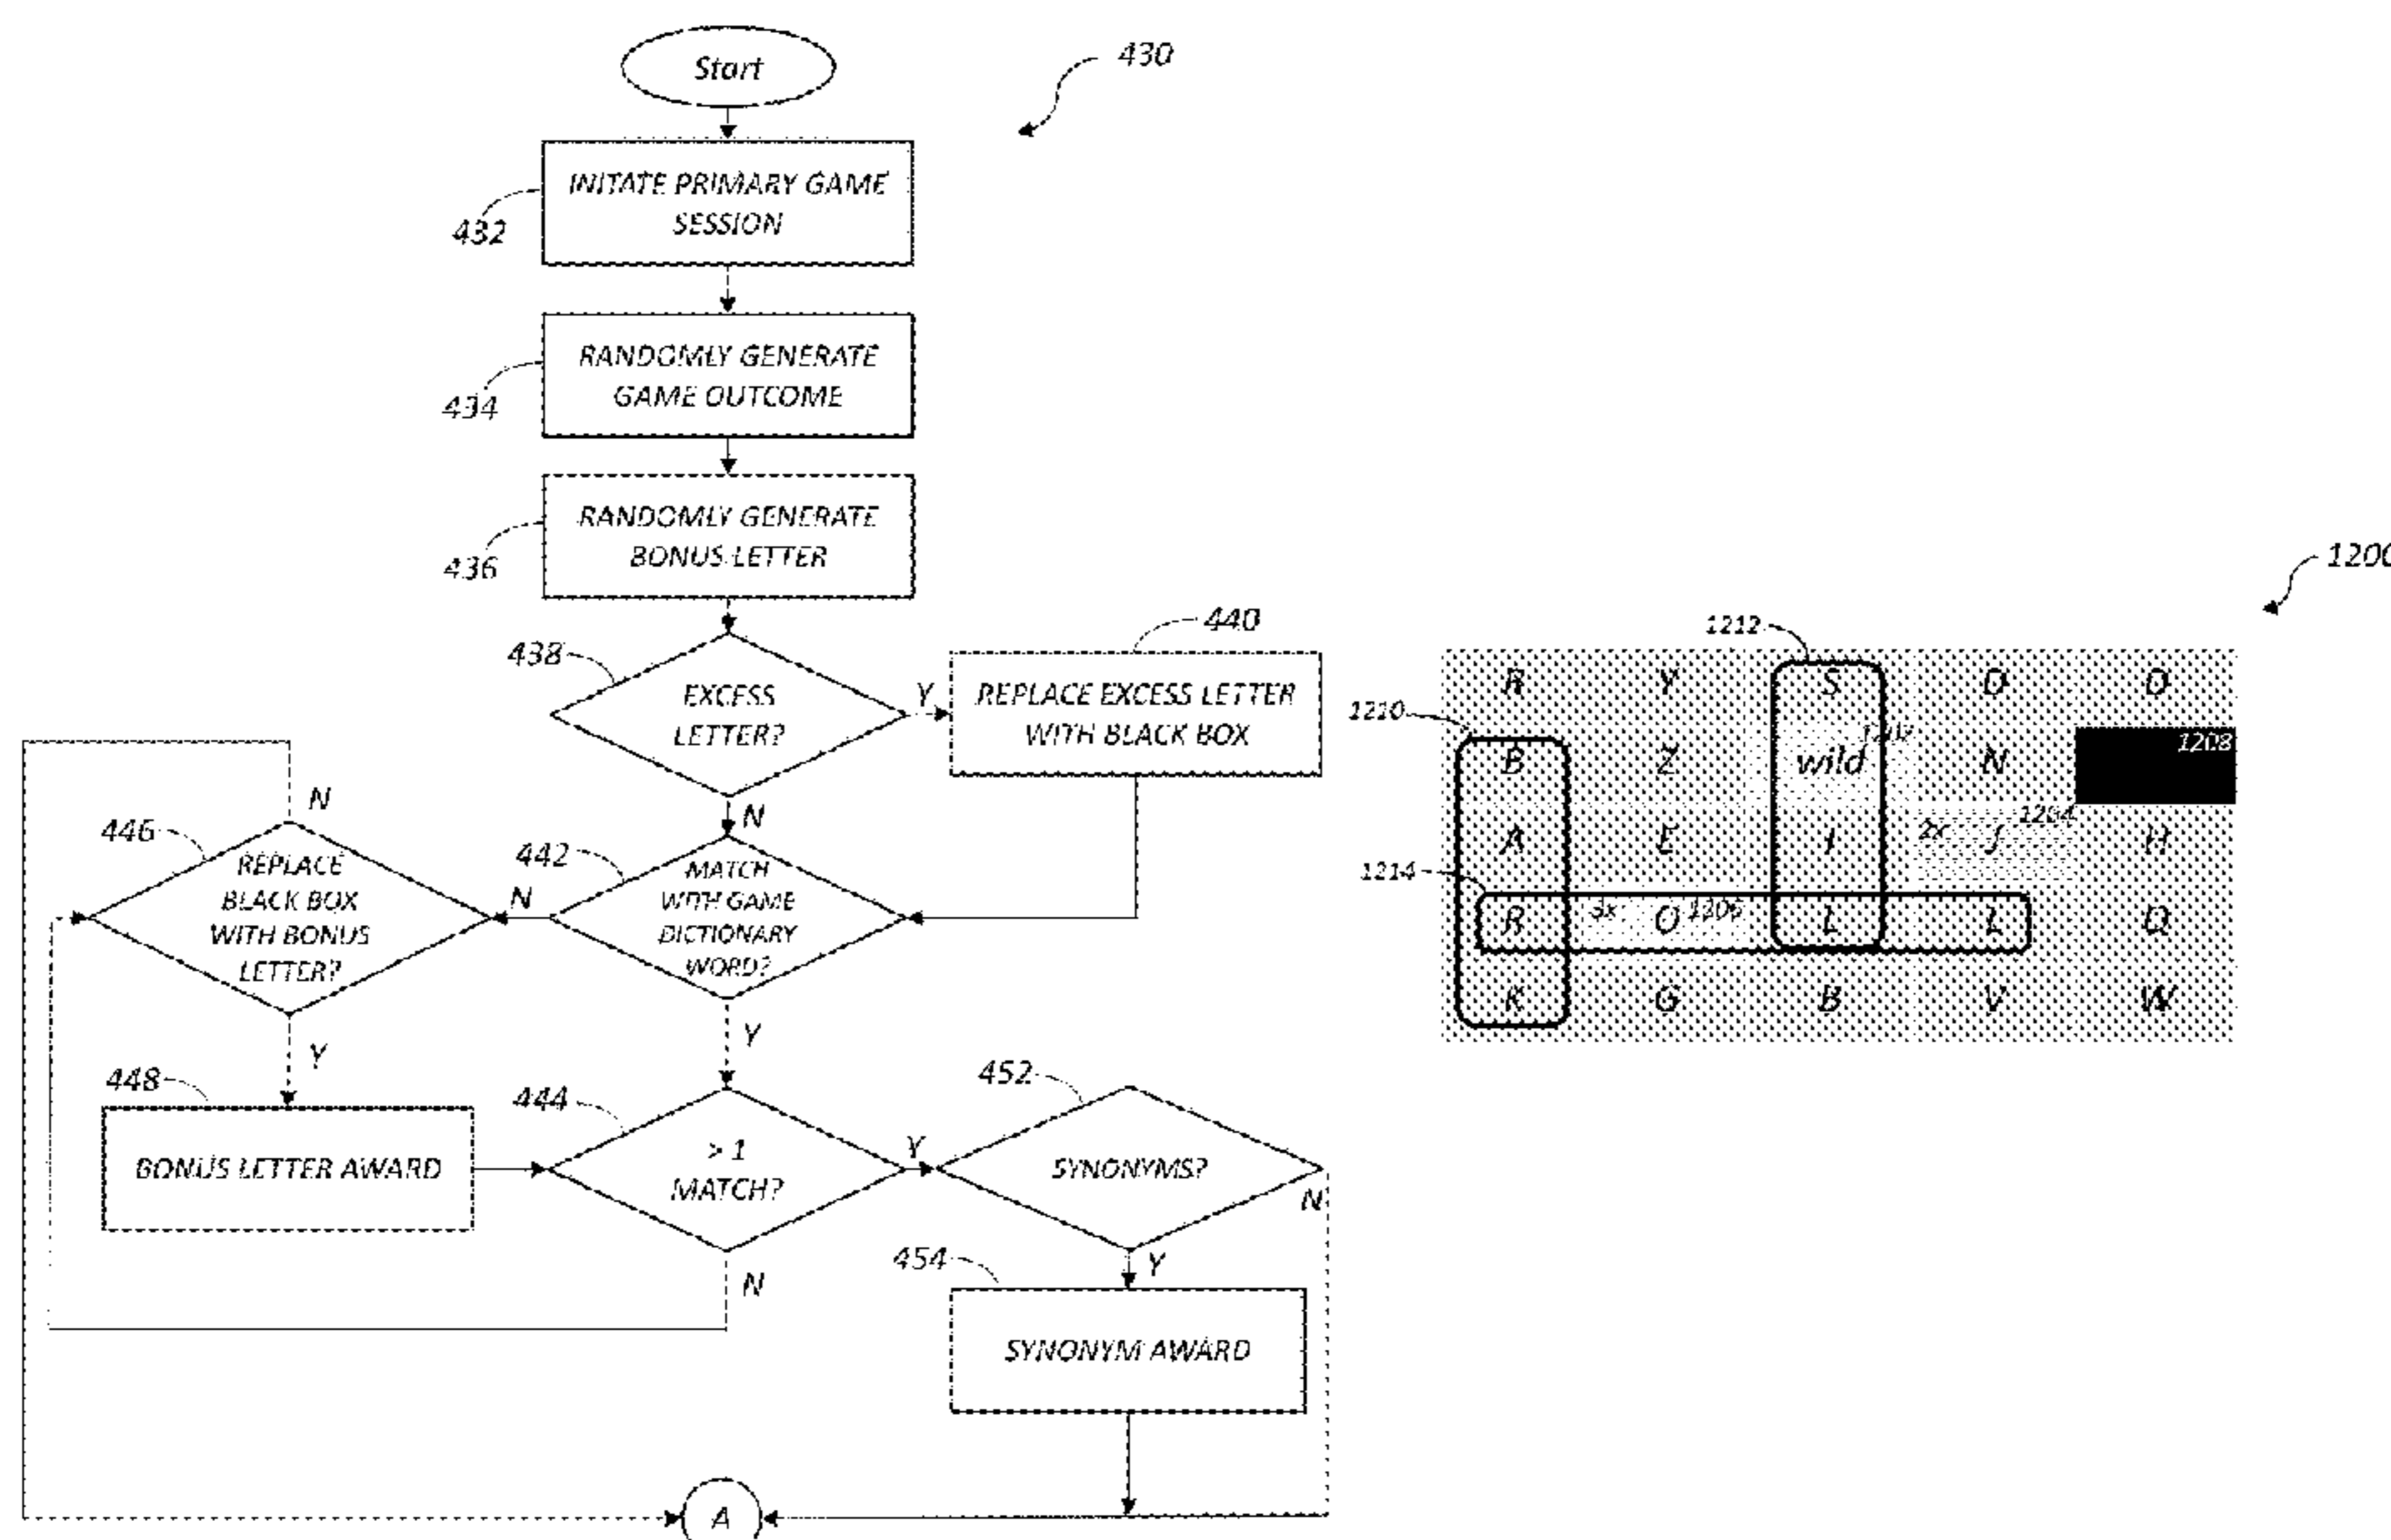 Start
430
INITATE PRIMARY GAME
SESSION
432
RANDOMLY GENERATE
GAME OUTCOME
434
RANDOMLY GENERATE
BONUS LETTER
436
438
EXCESS
LETTER?
Y
440
REPLACE EXCESS LETTER
WITH BLACK BOX
N
446
REPLACE
BLACK BOX
WITH BONUS
LETTER?
N
442
MATCH
WITH GAME
DICTIONARY
WORD?
N
Y
Y
448
BONUS LETTER AWARD
444
> 1
MATCH?
Y
N
452
SYNONYMS?
N
Y
454
SYNONYM AWARD
A
1200
1212
1210
1214
R Y S D O
B Z wild 1202 N 1208
A E I 2x J 1204 H
R 3x O 1206 L L Q
K G B V W